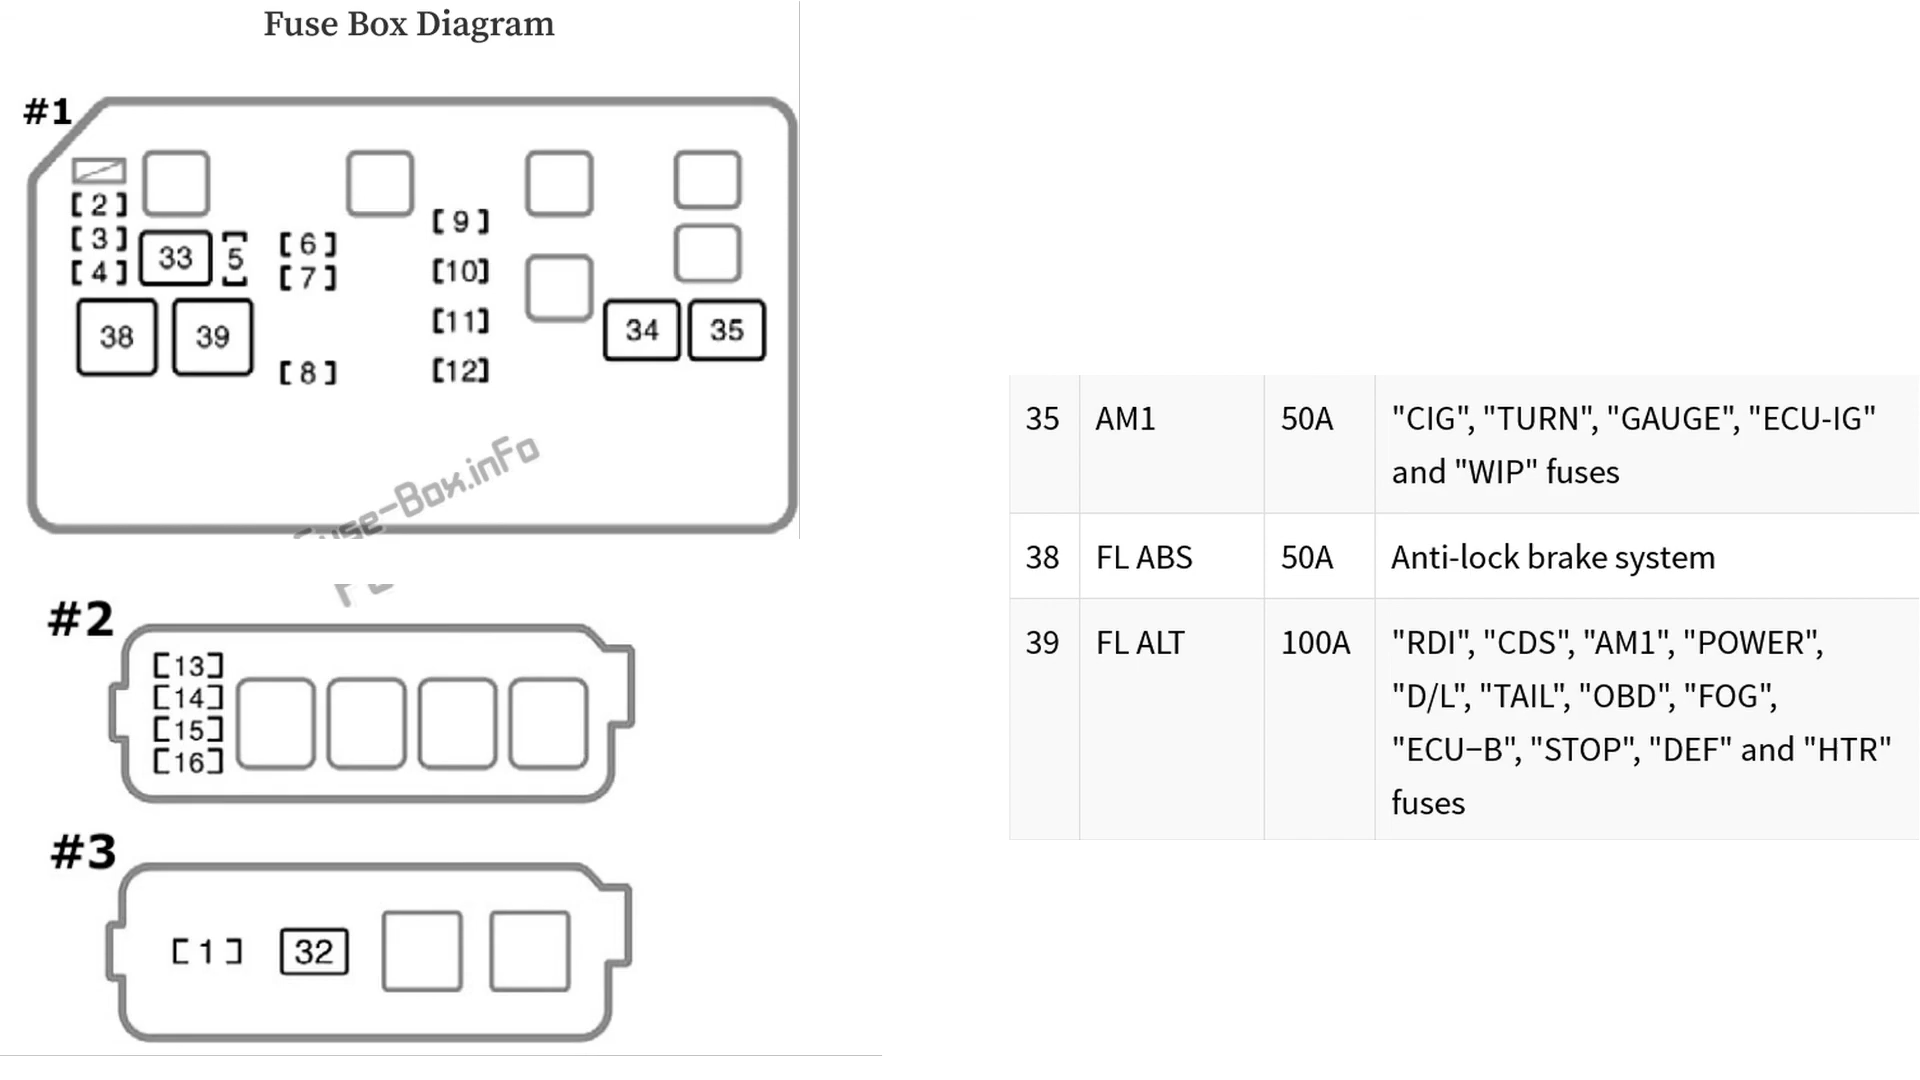 Fuse Box Diagram
#1
[ 2 ]
[ 3 ]
[ 4 ]
33
5
[ 6 ]
[ 7 ]
38
39
[ 8 ]
[ 9 ]
[10]
[11]
[12]
34
35
Fuse-Box.inFo
#2
[13]
[14]
[15]
[16]
#3
[ 1 ]
32
35 AM1 50A "CIG", "TURN", "GAUGE", "ECU-IG"
and "WIP" fuses
38 FL ABS 50A Anti-lock brake system
39 FL ALT 100A "RDI", "CDS", "AM1", "POWER",
"D/L", "TAIL", "OBD", "FOG",
"ECU−B", "STOP", "DEF" and "HTR"
fuses